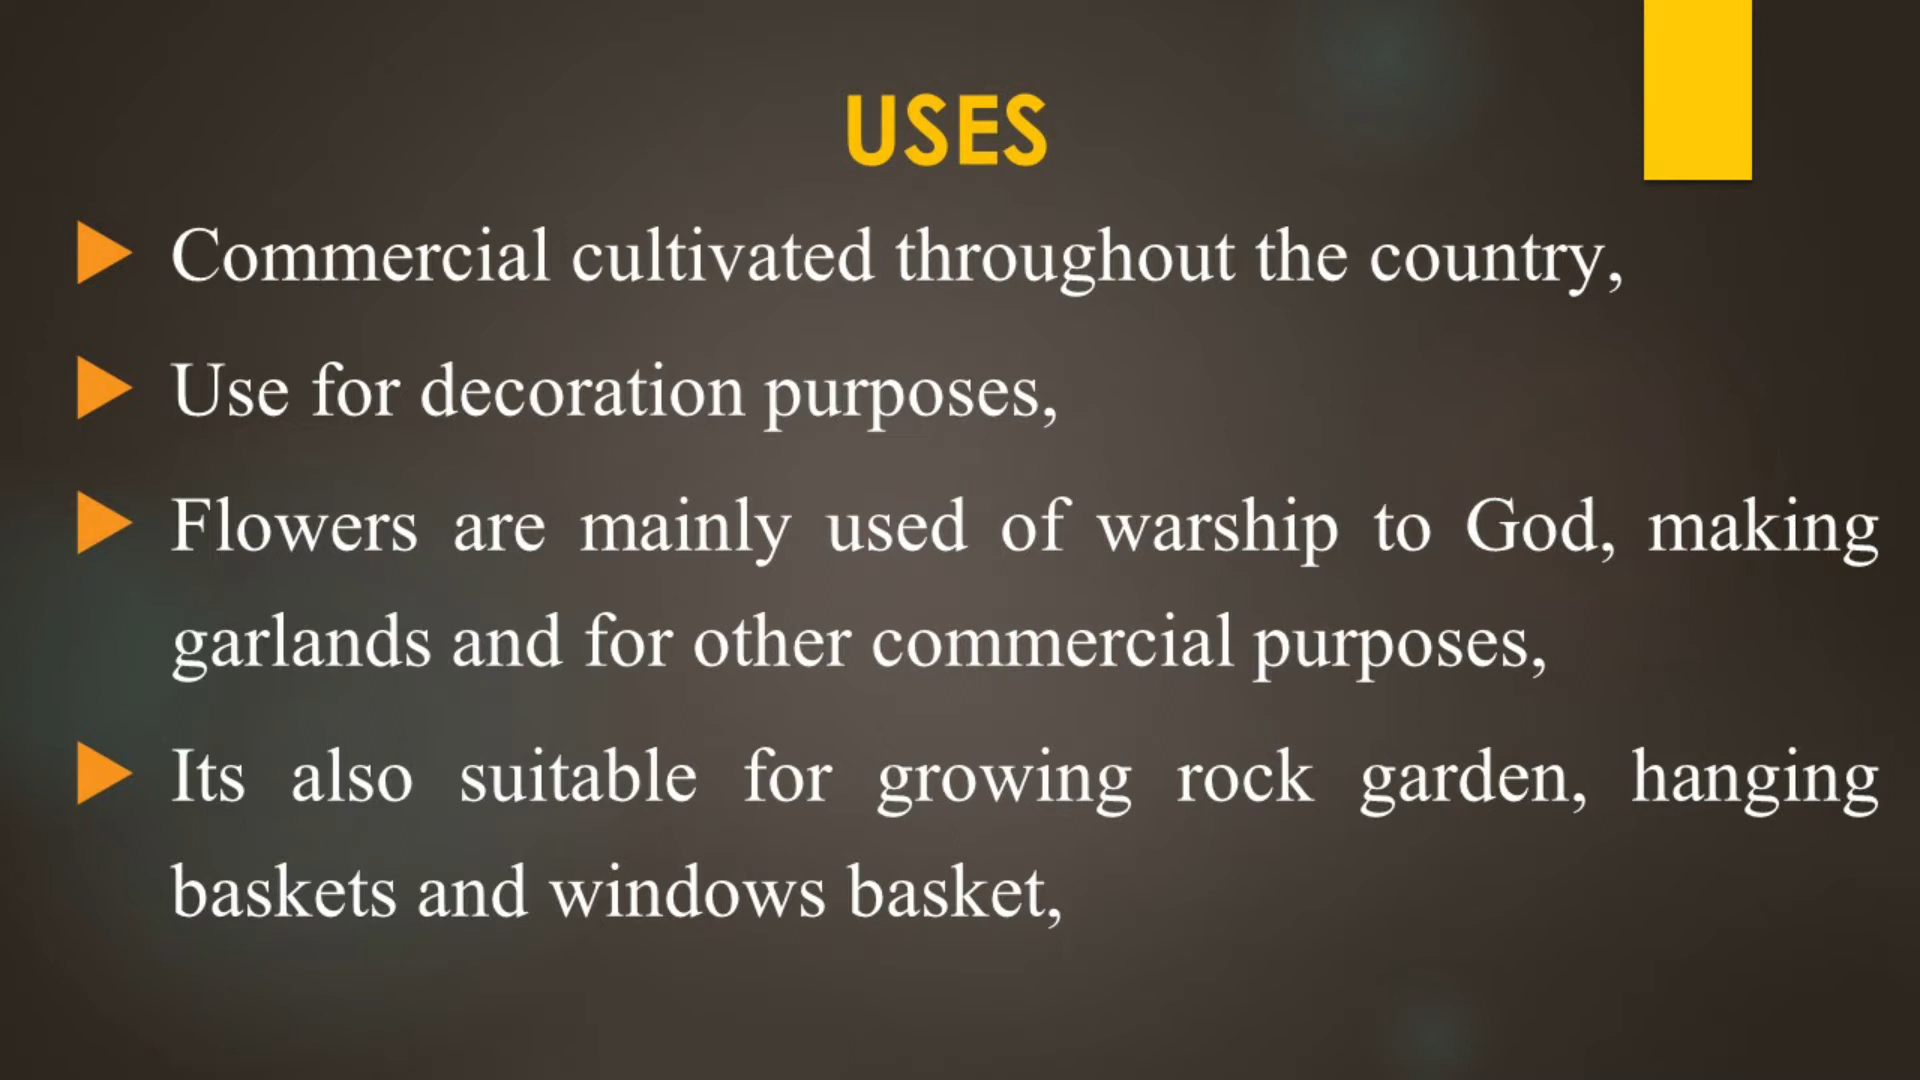 USES
Commercial cultivated throughout the country,
Use for decoration purposes,
Flowers are mainly used of warship to God, making
garlands and for other commercial purposes,
Its also suitable for growing rock garden, hanging
baskets and windows basket,